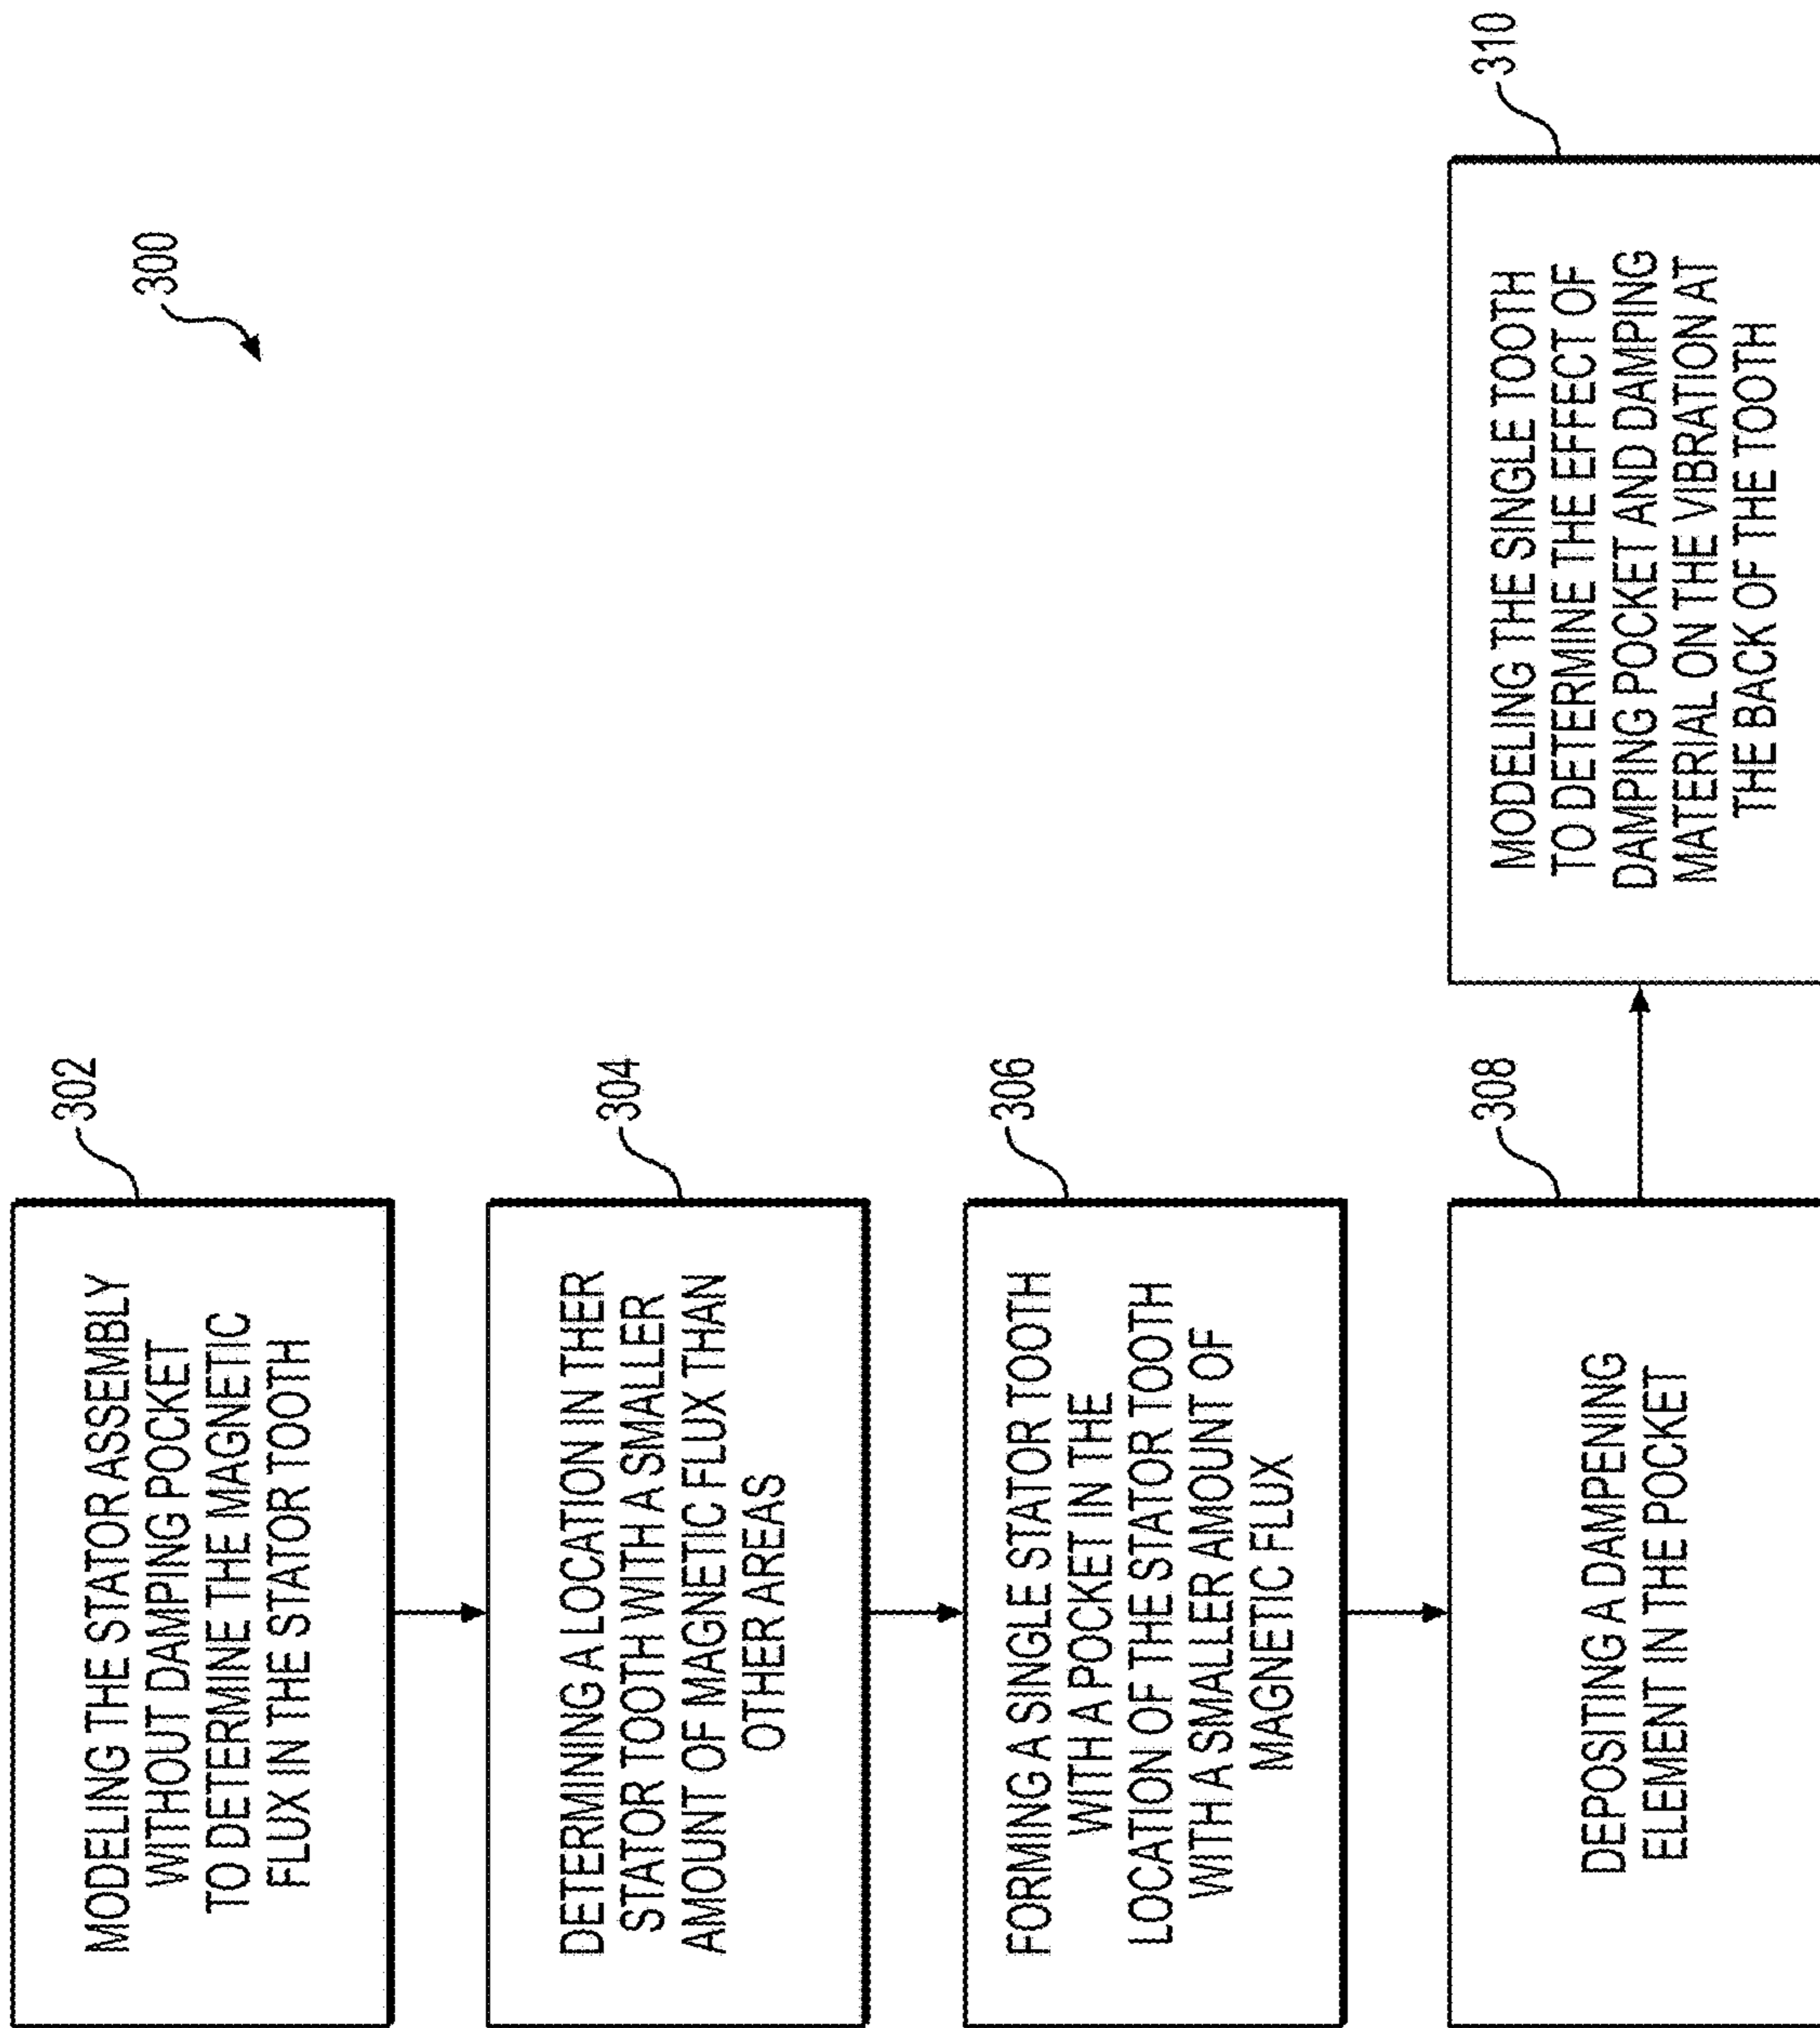 300
302
MODELING THE STATOR ASSEMBLY
WITHOUT DAMPING POCKET
TO DETERMINE THE MAGNETIC
FLUX IN THE STATOR TOOTH
304
DETERMINING A LOCATION IN THER
STATOR TOOTH WITH A SMALLER
AMOUNT OF MAGNETIC FLUX THAN
OTHER AREAS
306
FORMING A SINGLE STATOR TOOTH
WITH A POCKET IN THE
LOCATION OF THE STATOR TOOTH
WITH A SMALLER AMOUNT OF
MAGNETIC FLUX
308
DEPOSITING A DAMPENING
ELEMENT IN THE POCKET
310
MODELING THE SINGLE TOOTH
TO DETERMINE THE EFFECT OF
DAMPING POCKET AND DAMPING
MATERIAL ON THE VIBRATION AT
THE BACK OF THE TOOTH